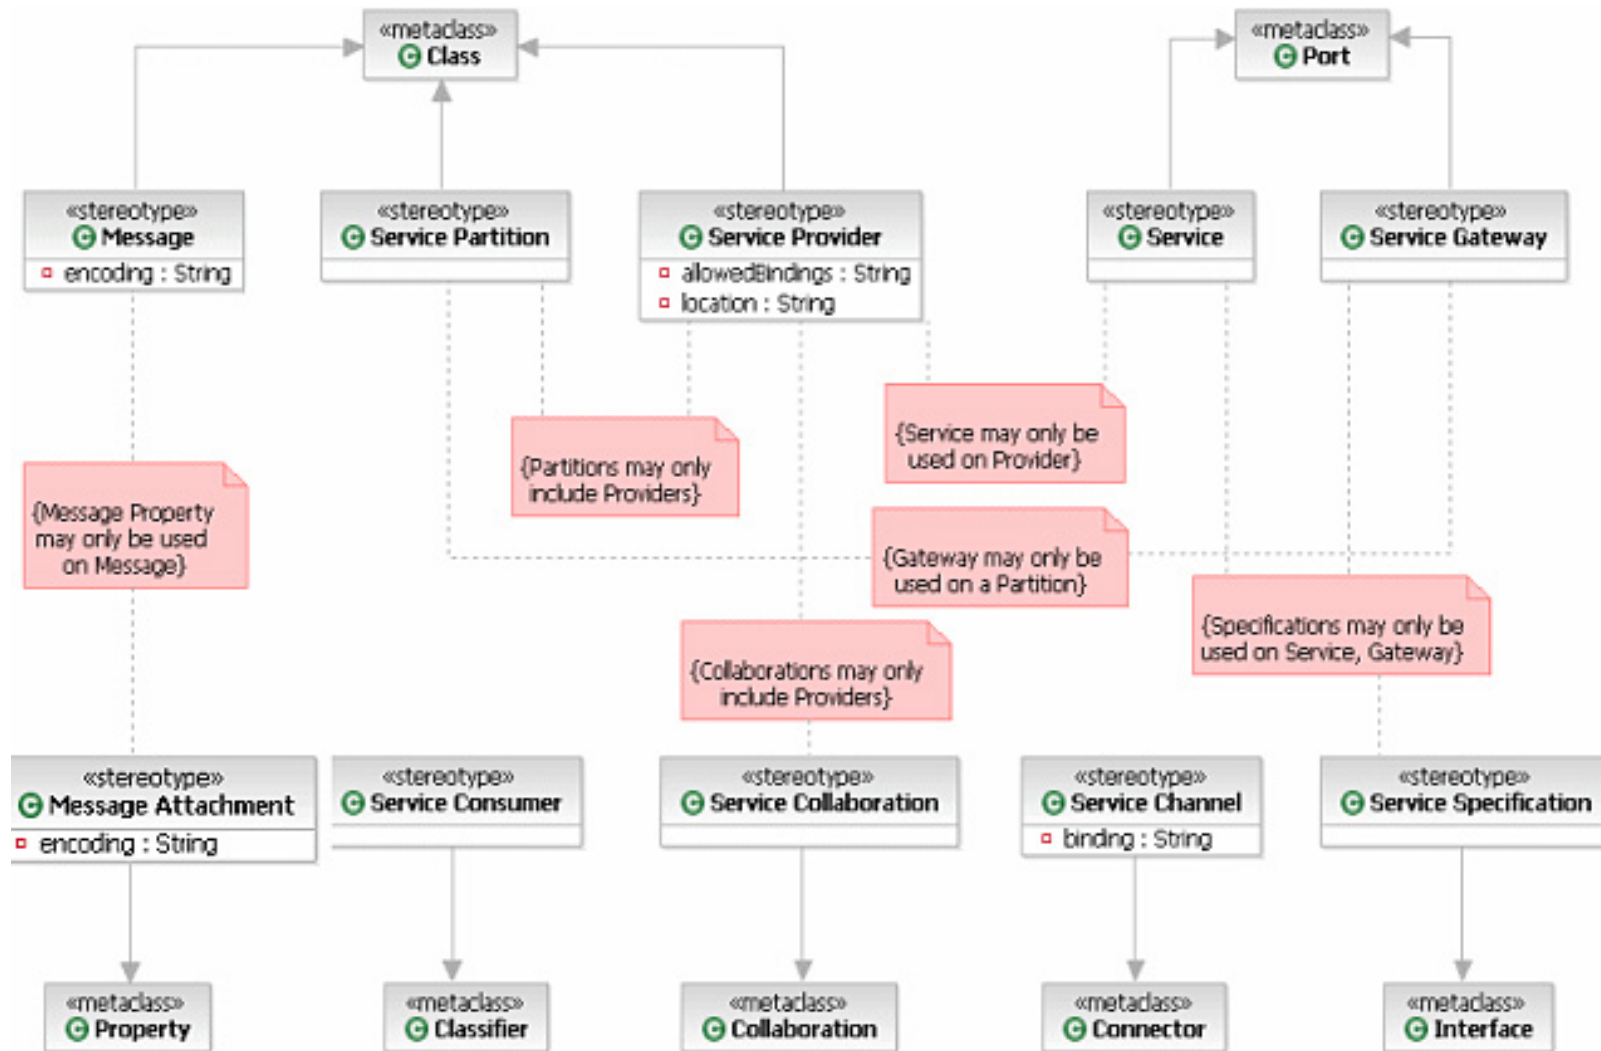 «metaclass»
Class
«metaclass»
Port
«stereotype»
Message
encoding : String
«stereotype»
Service Partition
«stereotype»
Service Provider
allowedBindings : String
location : String
«stereotype»
Service
«stereotype»
Service Gateway
{Service may only be
used on Provider}
{Partitions may only
include Providers}
{Message Property
may only be used
on Message}
{Gateway may only be
used on a Partition}
{Specifications may only be
used on Service, Gateway}
{Collaborations may only
include Providers}
«stereotype»
Message Attachment
encoding : String
«stereotype»
Service Consumer
«stereotype»
Service Collaboration
«stereotype»
Service Channel
binding : String
«stereotype»
Service Specification
«metaclass»
Property
«metaclass»
Classifier
«metaclass»
Collaboration
«metaclass»
Connector
«metaclass»
Interface